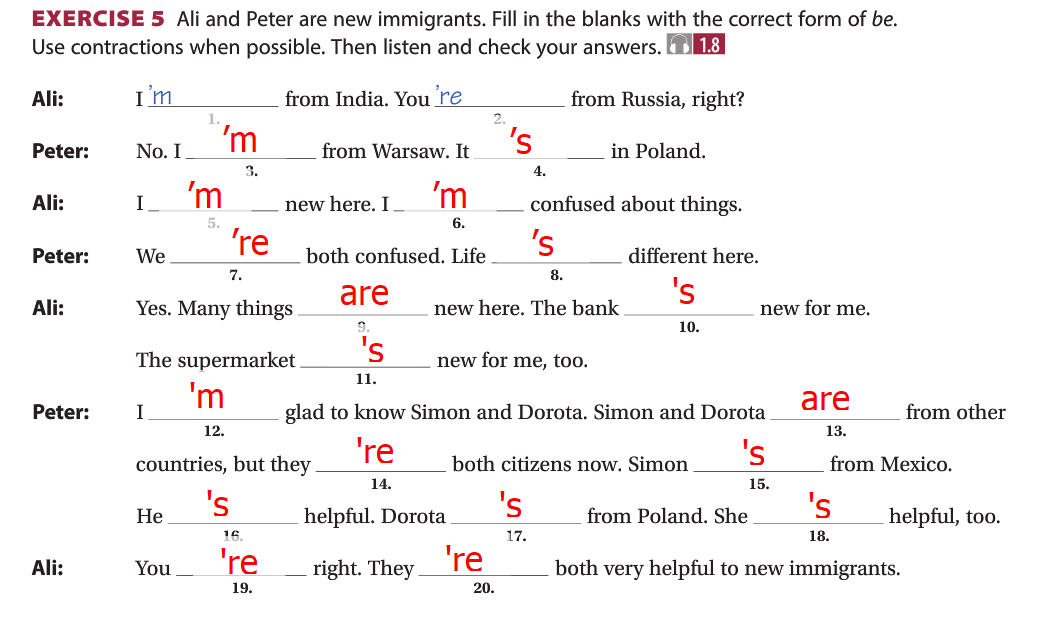 EXERCISE 5 Ali and Peter are new immigrants. Fill in the blanks with the correct form of be.
Use contractions when possible. Then listen and check your answers. 1.8
Ali: I 'm from India. You 're from Russia, right?
1. 2.
Peter: No. I 'm from Warsaw. It 's in Poland.
3. 4.
Ali: I 'm new here. I 'm confused about things.
5. 6.
Peter: We 're both confused. Life 's different here.
7. 8.
Ali: Yes. Many things are new here. The bank 's new for me.
9. 10.
The supermarket 's new for me, too.
11.
Peter: I 'm glad to know Simon and Dorota. Simon and Dorota are from other
12. 13.
countries, but they 're both citizens now. Simon 's from Mexico.
14. 15.
He 's helpful. Dorota 's from Poland. She 's helpful, too.
16. 17. 18.
Ali: You 're right. They 're both very helpful to new immigrants.
19. 20.